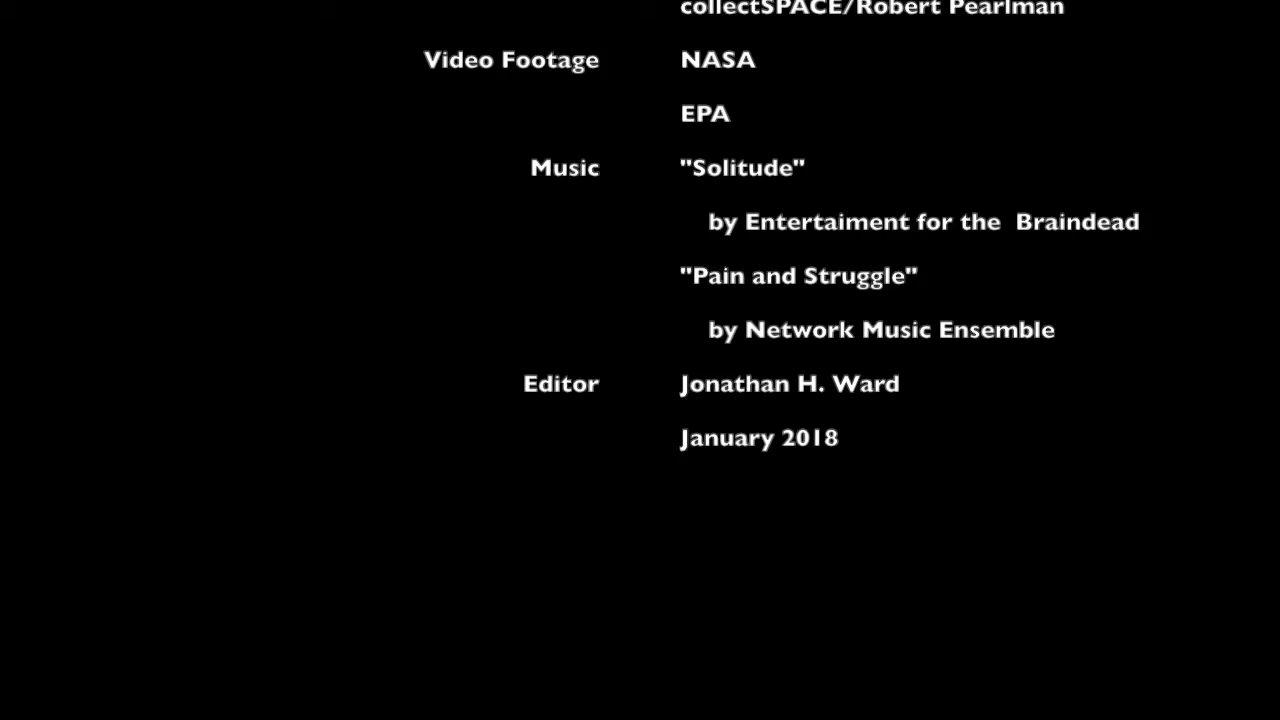 collectSPACE/Robert Pearlman
Video Footage NASA
EPA
Music "Solitude"
by Entertaiment for the Braindead
"Pain and Struggle"
by Network Music Ensemble
Editor Jonathan H. Ward
January 2018